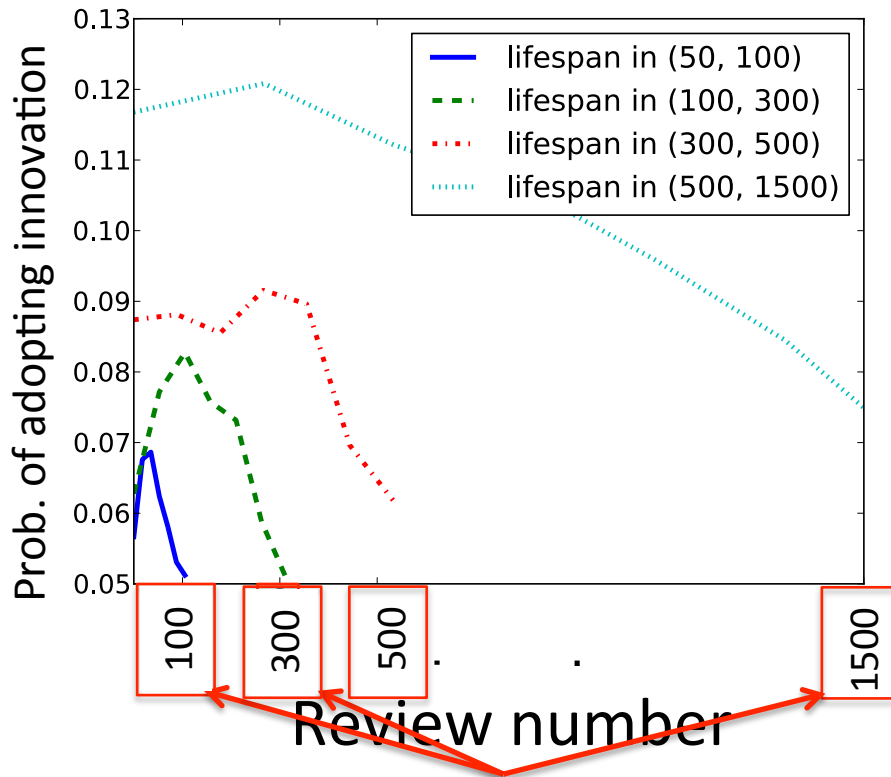 Prob. of adopting innovation
0.13
0.12
0.11
0.10
0.09
0.08
0.07
0.06
0.05
lifespan in (50, 100)
lifespan in (100, 300)
lifespan in (300, 500)
lifespan in (500, 1500)
100
300
500
. .
1500
Review number